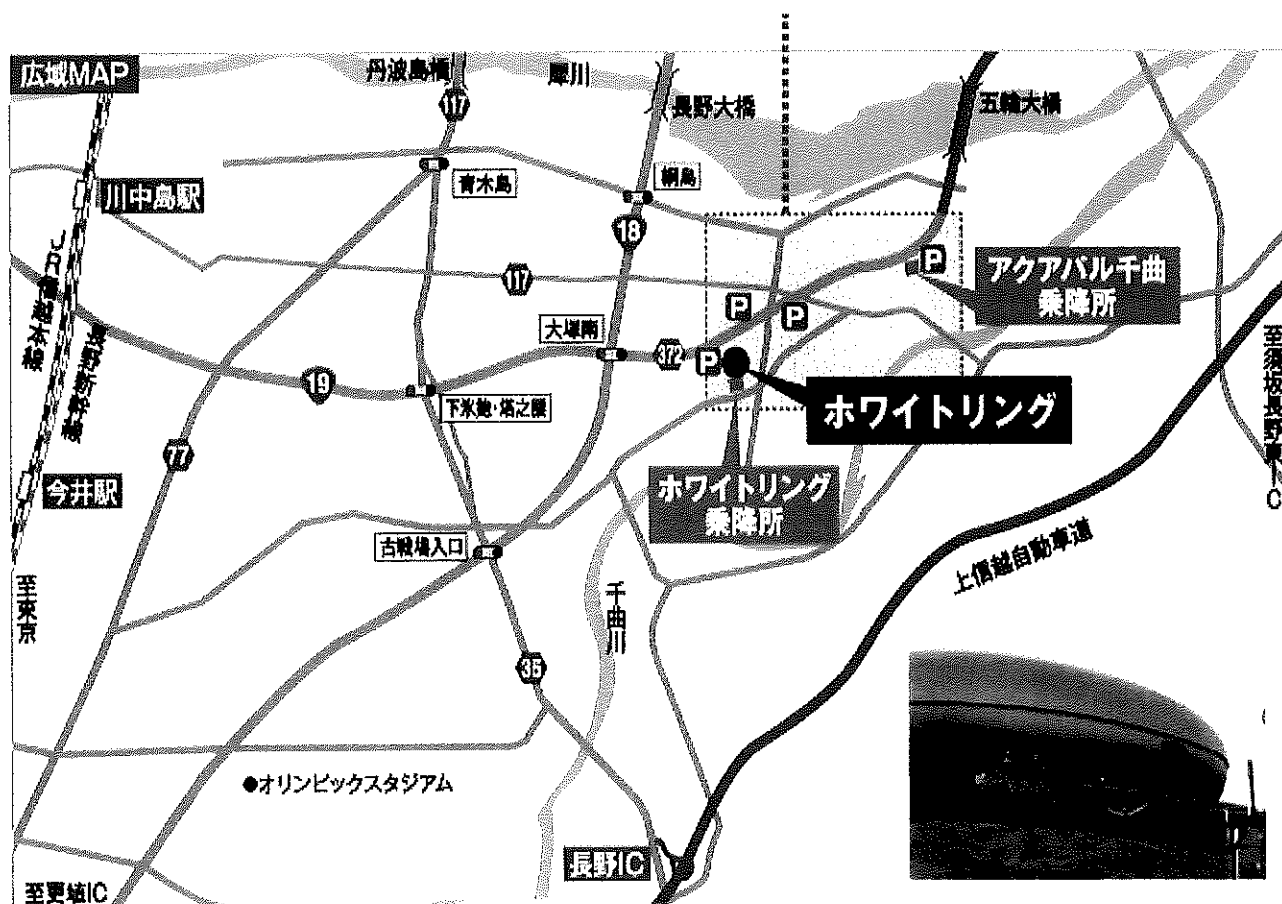 広域MAP
丹波島橋
犀川
長野大橋
五輪大橋
117
青木島
綱島
川中島駅
18
117
P
アクアパル千曲
乗降所
JR信越本線
長野新幹線
大塚南
372
P
P
P
ホワイトリング
19
下氷鉋・塔之腰
至須坂長野東IC
77
今井駅
ホワイトリング
乗降所
古戦場入口
上信越自動車道
至東京
千曲川
35
●オリンピックスタジアム
長野IC
至更埴IC